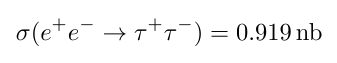 σ(e⁺e⁻ → τ⁺τ⁻) = 0.919 nb